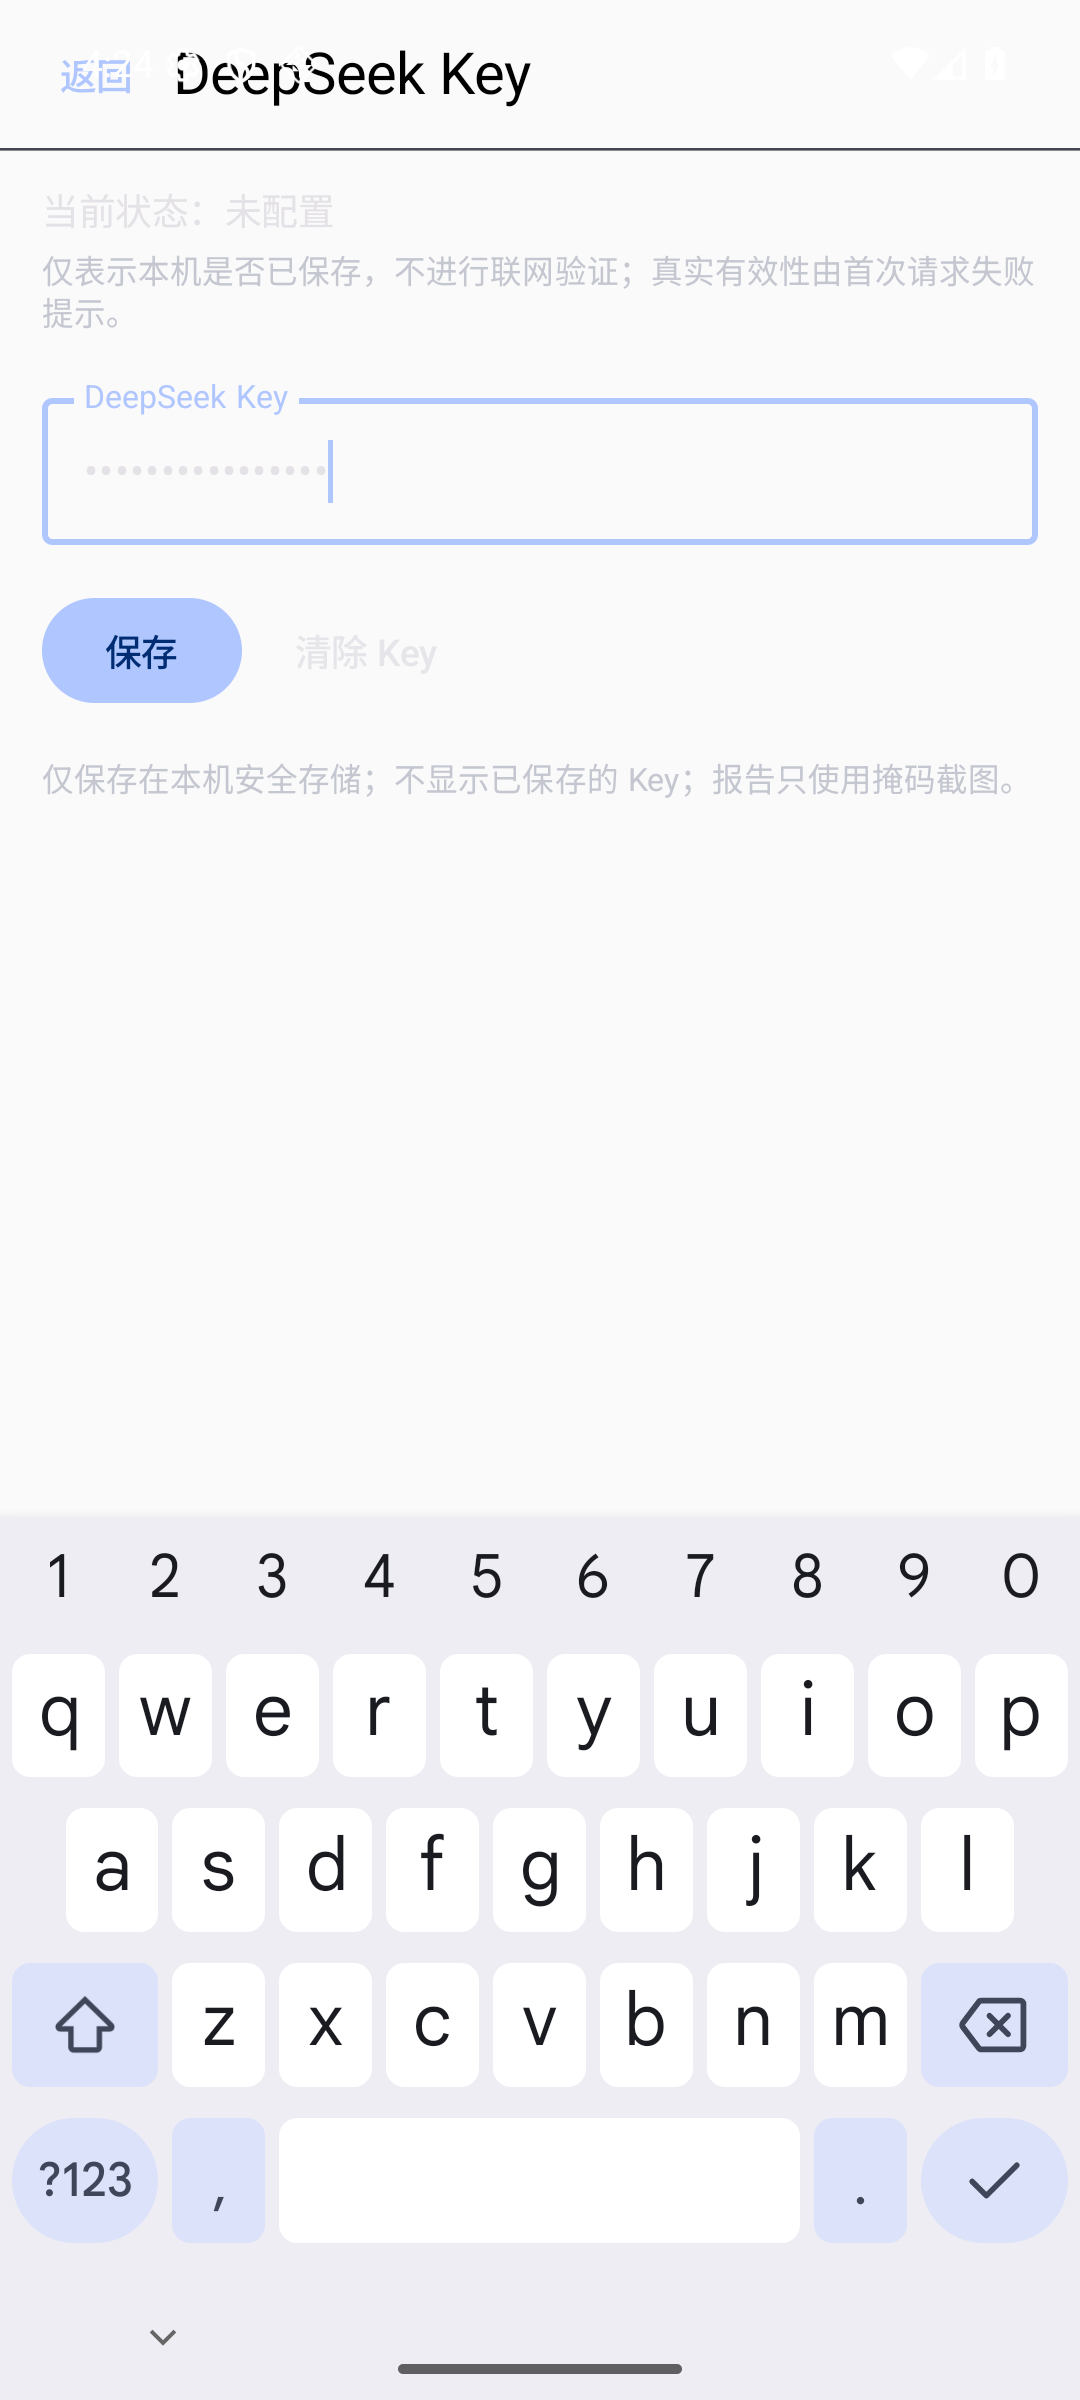 返回 DeepSeek Key
当前状态：未配置
仅表示本机是否已保存，不进行联网验证；真实有效性由首次请求失败
提示。
DeepSeek Key
••••••••••••••••
保存 清除 Key
仅保存在本机安全存储；不显示已保存的 Key；报告只使用掩码截图。
1 2 3 4 5 6 7 8 9 0
q w e r t y u i o p
a s d f g h j k l
z x c v b n m
?123 , .